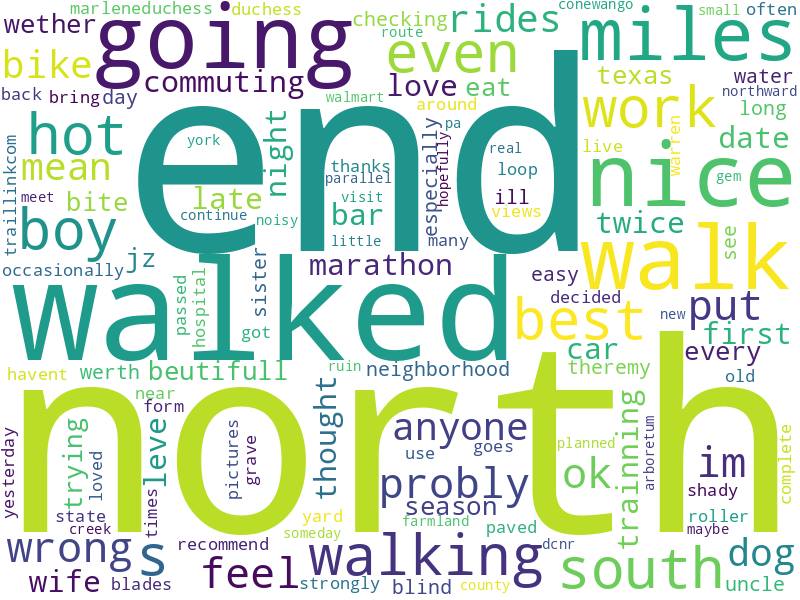 marleneduchess
duchess
conewango
small
often
wether
going
checking
rides
miles
route
bike
commuting
even
texas
water
back
bring
day
love
eat
northward
walmart
around
work
long
hot
night
end
york
pa
real
live
warren
date
mean
thanks
parallel
especially
hopefully
loop
nice
gem
meet
traillinkcom
bite
late
visit
ill
boy
continue
noisy
bar
little
many
views
twice
walk
see
occasionally
jz
walked
passed
hospital
sister
marathon
easy
decided
put
got
best
new
first
havent
worth
beutifull
ruin
neighborhood
car
theremy
every
near
old
form
north
yesterday
trying
loved
leve
times
pictures
grave
thought
anyone
use
goes
planned
ok
trainning
arboretum
im
complete
probly
shady
state
creek
yard
season
farmland
paved
roller
maybe
wrong
s
recommend
someday
walking
dcnr
south
dog
wife
blades
feel
strongly
blind
county
uncle